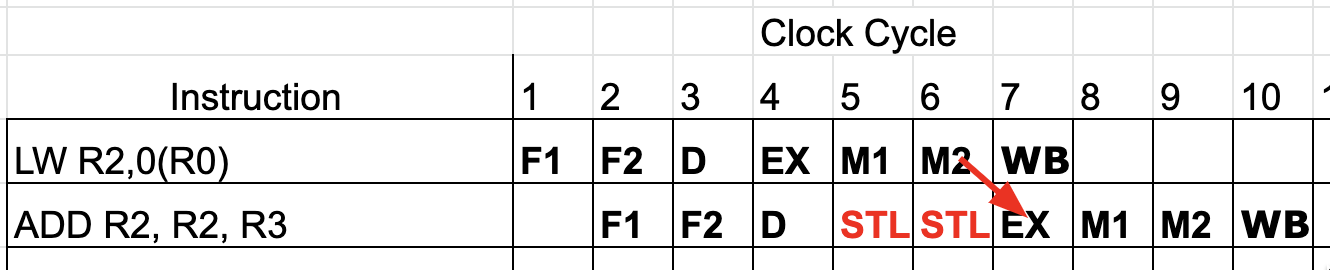 Clock Cycle
Instruction 1 2 3 4 5 6 7 8 9 10
LW R2,0(R0) F1 F2 D EX M1 M2 WB
ADD R2, R2, R3 F1 F2 D STL STL EX M1 M2 WB